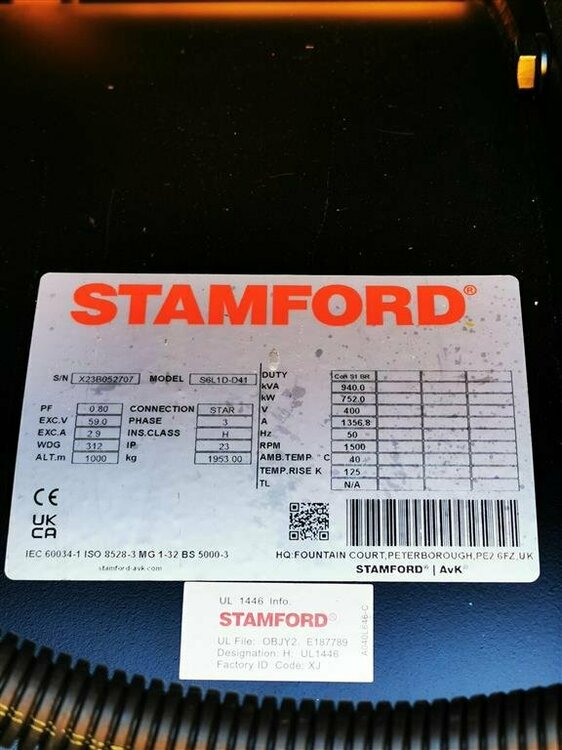 STAMFORD®
S/N X23B052707 MODEL S6L1D-D41
PF 0.80 CONNECTION STAR
EXC.V 59.0 PHASE 3
EXC.A 2.9 INS.CLASS H
WDG 312 IP 23
ALT.m 1000 kg 1953.00
DUTY Con S1 BR
kVA 940.0
kW 752.0
V 400
A 1356.8
Hz 50
RPM 1500
AMB.TEMP °C 40
TEMP.RISE K 125
TL N/A
CE
UK
CA
IEC 60034-1 ISO 8528-3 MG 1-32 BS 5000-3
stamford-avk.com
HQ:FOUNTAIN COURT,PETERBOROUGH,PE2 6FZ,UK
STAMFORD® | AvK®
UL 1446 Info.
STAMFORD®
UL File: OBJY2. E187789
Designation: H: UL1446
Factory ID Code: XJ